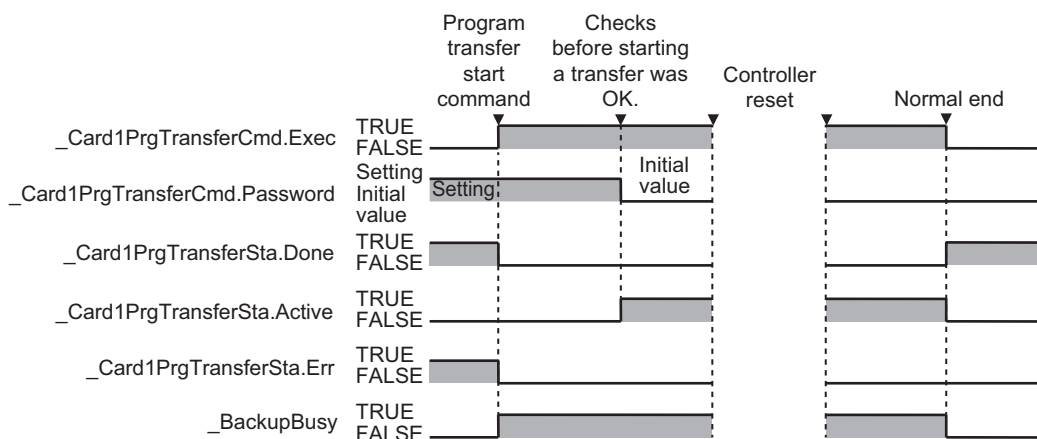 Program
transfer
start
command
Checks
before starting
a transfer was
OK.
Controller
reset
Normal end
_Card1PrgTransferCmd.Exec
TRUE
FALSE
_Card1PrgTransferCmd.Password
Setting
Initial
value
Setting
Initial
value
_Card1PrgTransferSta.Done
TRUE
FALSE
_Card1PrgTransferSta.Active
TRUE
FALSE
_Card1PrgTransferSta.Err
TRUE
FALSE
_BackupBusy
TRUE
FALSE